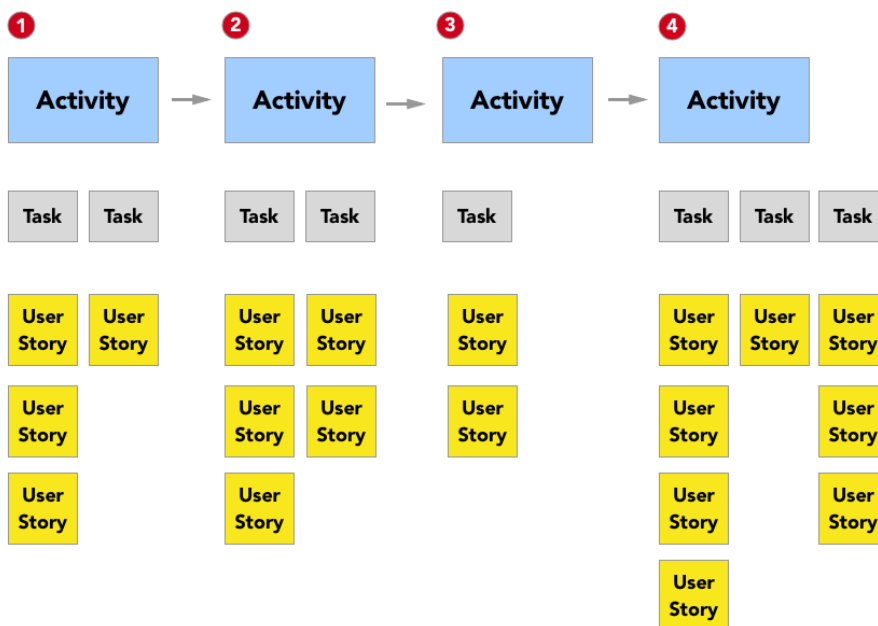 1 2 3 4
Activity Activity Activity Activity
Task Task Task Task Task Task Task Task
User User User User User User User User
Story Story Story Story Story Story Story Story
User User User User User User
Story Story Story Story Story Story
User User User User
Story Story Story Story
User
Story